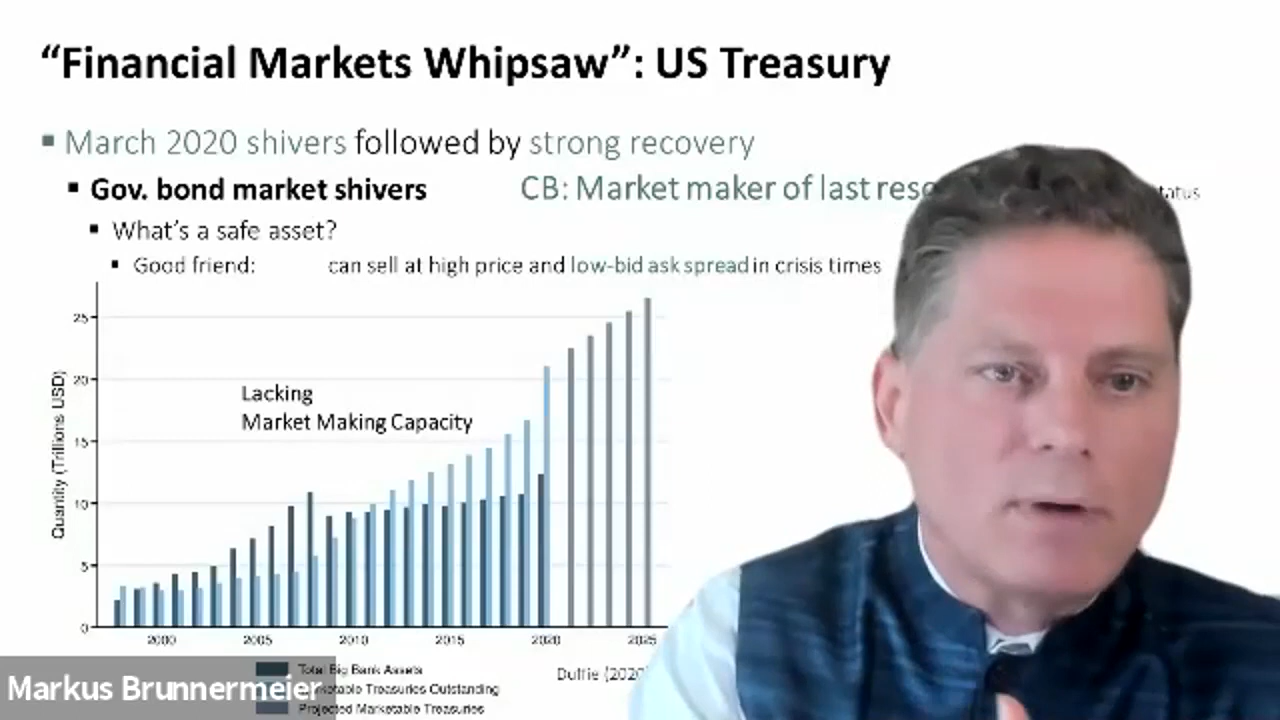 “Financial Markets Whipsaw”: US Treasury
▪ March 2020 shivers followed by strong recovery
▪ Gov. bond market shivers CB: Market maker of last
▪ What’s a safe asset?
▪ Good friend: can sell at high price and low-bid ask spread in crisis times
Quantity (Trillions USD)
25
20
15
10
5
0
Lacking
Market Making Capacity
2000 2005 2010 2015 2020 2025
Total Big Bank Assets
Treasuries Outstanding
Projected Marketable Treasuries
Duffie (2020)
Markus Brunnermeier